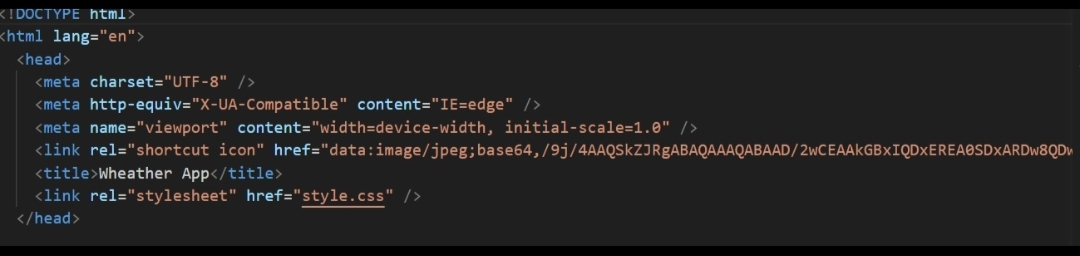 <!DOCTYPE html>
<html lang="en">
<head>
<meta charset="UTF-8" />
<meta http-equiv="X-UA-Compatible" content="IE=edge" />
<meta name="viewport" content="width=device-width, initial-scale=1.0" />
<link rel="shortcut icon" href="data:image/jpeg;base64,/9j/4AAQSkZJRgABAQAAAQABAAD/2wCEAAkGBxIQDxEREA0SDxARDw8QDw
<title>Wheather App</title>
<link rel="stylesheet" href="style.css" />
</head>